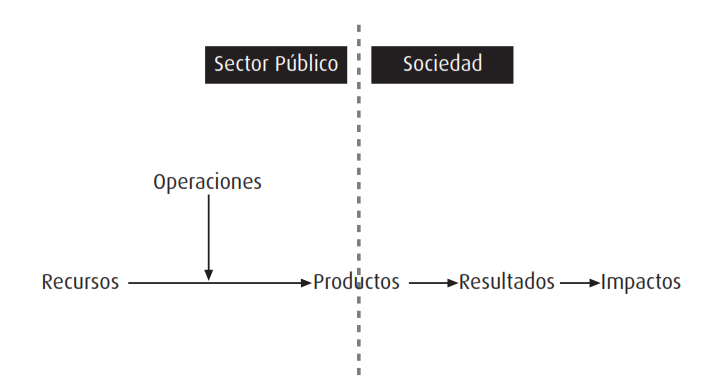 Sector Público
Sociedad
Operaciones
Recursos
Productos
Resultados
Impactos